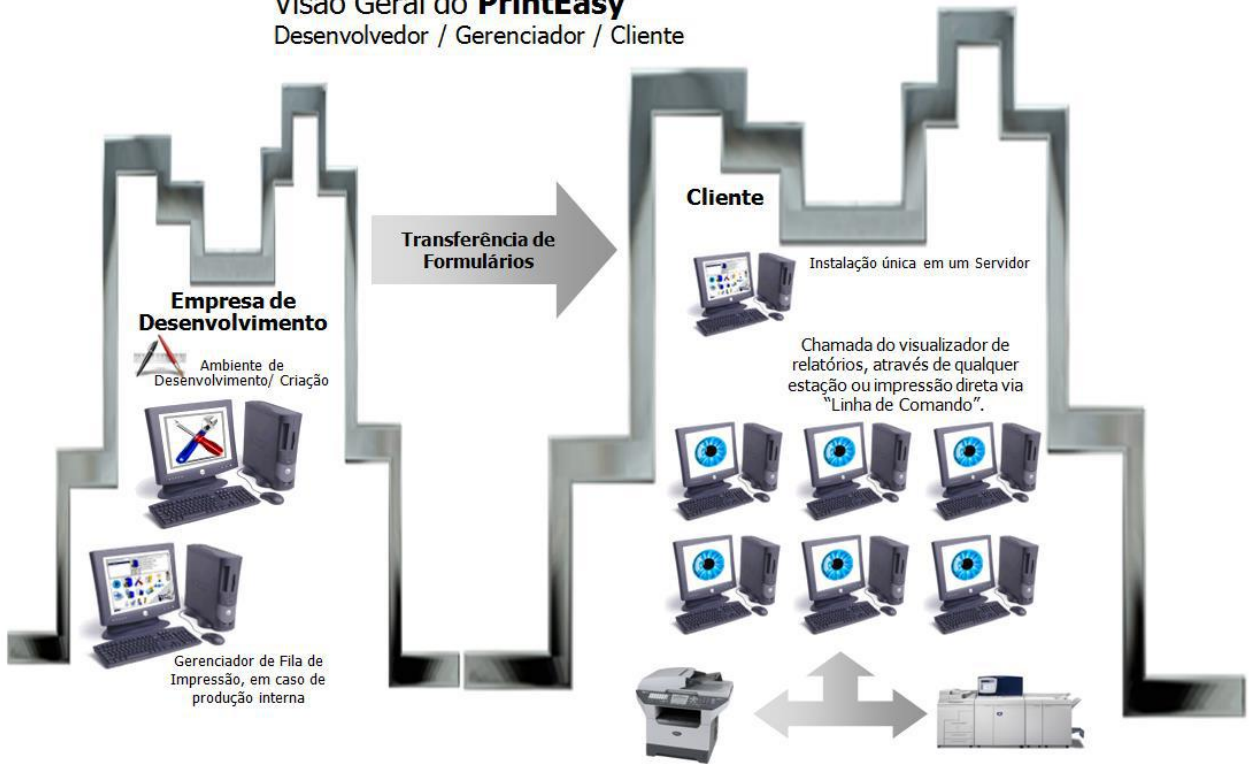 Visão Geral do PrintEasy
Desenvolvedor / Gerenciador / Cliente
Empresa de
Desenvolvimento
Ambiente de
Desenvolvimento/ Criação
Gerenciador de Fila de
Impressão, em caso de
produção interna
Transferência de
Formulários
Cliente
Instalação única em um Servidor
Chamada do visualizador de
relatórios, através de qualquer
estação ou impressão direta via
“Linha de Comando”.